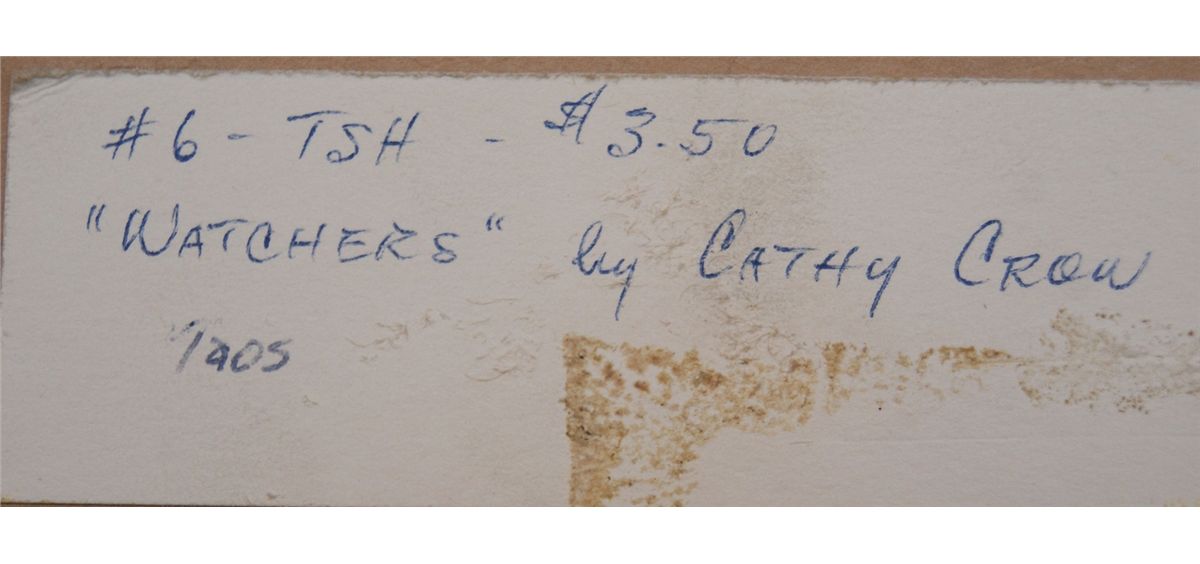 #6 - TSH - $3.50
"WATCHERS" by CATHY CROW
Taos